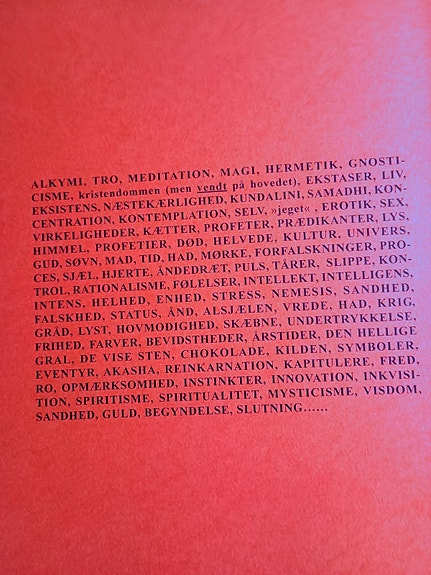 ALKYMI, TRO, MEDITATION, MAGI, HERMETIK, GNOSTI-
CISME, kristendommen (men vendt på hovedet), EKSTASER, LIV,
EKSISTENS, NÆSTEKÆRLIGHED, KUNDALINI, SAMADHI, KON-
CENTRATION, KONTEMPLATION, SELV, »jeget« , EROTIK, SEX,
VIRKELIGHEDER, KÆTTER, PROFETER, PRÆDIKANTER, LYS,
HIMMEL, PROFETIER, DØD, HELVEDE, KULTUR, UNIVERS,
GUD, SØVN, MAD, TID, HAD, MØRKE, FORFALSKNINGER, PRO-
CES, SJÆL, HJERTE, ÅNDEDRÆT, PULS, TÅRER, SLIPPE, KON-
TROL, RATIONALISME, FØLELSER, INTELLEKT, INTELLIGENS,
INTENS, HELHED, ENHED, STRESS, NEMESIS, SANDHED,
FALSKHED, STATUS, ÅND, ALSJÆLEN, VREDE, HAD, KRIG,
GRÅD, LYST, HOVMODIGHED, SKÆBNE, UNDERTRYKKELSE,
FRIHED, FARVER, BEVIDSTHEDER, ÅRSTIDER, DEN HELLIGE
GRAL, DE VISE STEN, CHOKOLADE, KILDEN, SYMBOLER,
EVENTYR, AKASHA, REINKARNATION, KAPITULERE, FRED,
RO, OPMÆRKSOMHED, INSTINKTER, INNOVATION, INKVISI-
TION, SPIRITISME, SPIRITUALITET, MYSTICISME, VISDOM,
SANDHED, GULD, BEGYNDELSE, SLUTNING......